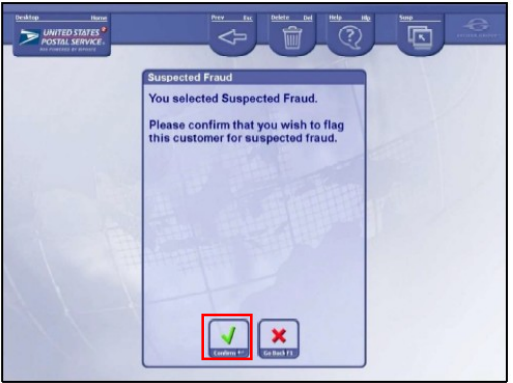 Desktop Home
Prev Esc
Delete Del
Help Hlp
Susp
UNITED STATES
POSTAL SERVICE®
Suspected Fraud
You selected Suspected Fraud.
Please confirm that you wish to flag
this customer for suspected fraud.
Confirm
Go Back F3